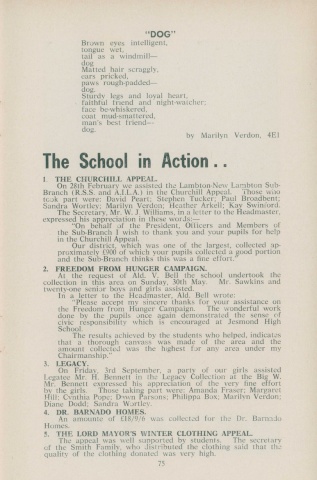 "DOG"
Brown eyes intelligent,
tongue wet,
tail as a windmill—
dog
Matted hair scraggly,
ears pricked,
paws rough-padded—
dog.
Sturdy legs and loyal heart,
faithful friend and night-watcher;
face be-whiskered,
coat mud-smattered,
man's best friend—
dog.
by Marilyn Verdon, 4E1
The School in Action . .
1. THE CHURCHILL APPEAL.
On 28th February we assisted the Lambton-New Lambton Sub-
Branch (R.S.S. and A.I.L.A.) in the Churchill Appeal. Those who
took part were: David Peart; Stephen Tucker; Paul Broadbent;
Sandra Wortley; Marilyn Verdon; Heather Arkell; Kay Swinford.
The Secretary, Mr. W. J. Williams, in a letter to the Headmaster,
expressed his appreciation in these words:—
"On behalf of the President, Officers and Members of
the Sub-Branch I wish to thank you and your pupils for help
in the Churchill Appeal.
Our district, which was one of the largest, collected ap-
proximately £900 of which your pupils collected a good portion
and the Sub-Branch thinks this was a fine effort."
2. FREEDOM FROM HUNGER CAMPAIGN.
At the request of Ald. V. Bell the school undertook the
collection in this area on Sunday, 30th May. Mr. Sawkins and
twenty-one senior boys and girls assisted.
In a letter to the Headmaster, Ald. Bell wrote:
"Please accept my sincere thanks for your assistance on
the Freedom from Hunger Campaign. The wonderful work
done by the pupils once again demonstrated the sense of
civic responsibility which is encouraged at Jesmond High
School.
The results achieved by the students who helped, indicates
that a thorough canvass was made of the area and the
amount collected was the highest for any area under my
Chairmanship."
3. LEGACY.
On Friday, 3rd September, a party of our girls assisted
Legatee Mr. H. Bennett in the Legacy Collection at the Big W.
Mr. Bennett expressed his appreciation of the very fine effort
by the girls. Those taking part were: Amanda Fraser; Margaret
Hill; Cynthia Pope; Dawn Parsons; Philippa Box; Marilyn Verdon;
Diane Dodd; Sandra Wartley.
4. DR. BARNADO HOMES.
An amounte of £18/9/6 was collected for the Dr. Barnado
Homes.
5. THE LORD MAYOR'S WINTER CLOTHING APPEAL.
The appeal was well supported by students. The secretary
of the Smith Family, who distributed the clothing said that the
quality of the clothing donated was very high.
75